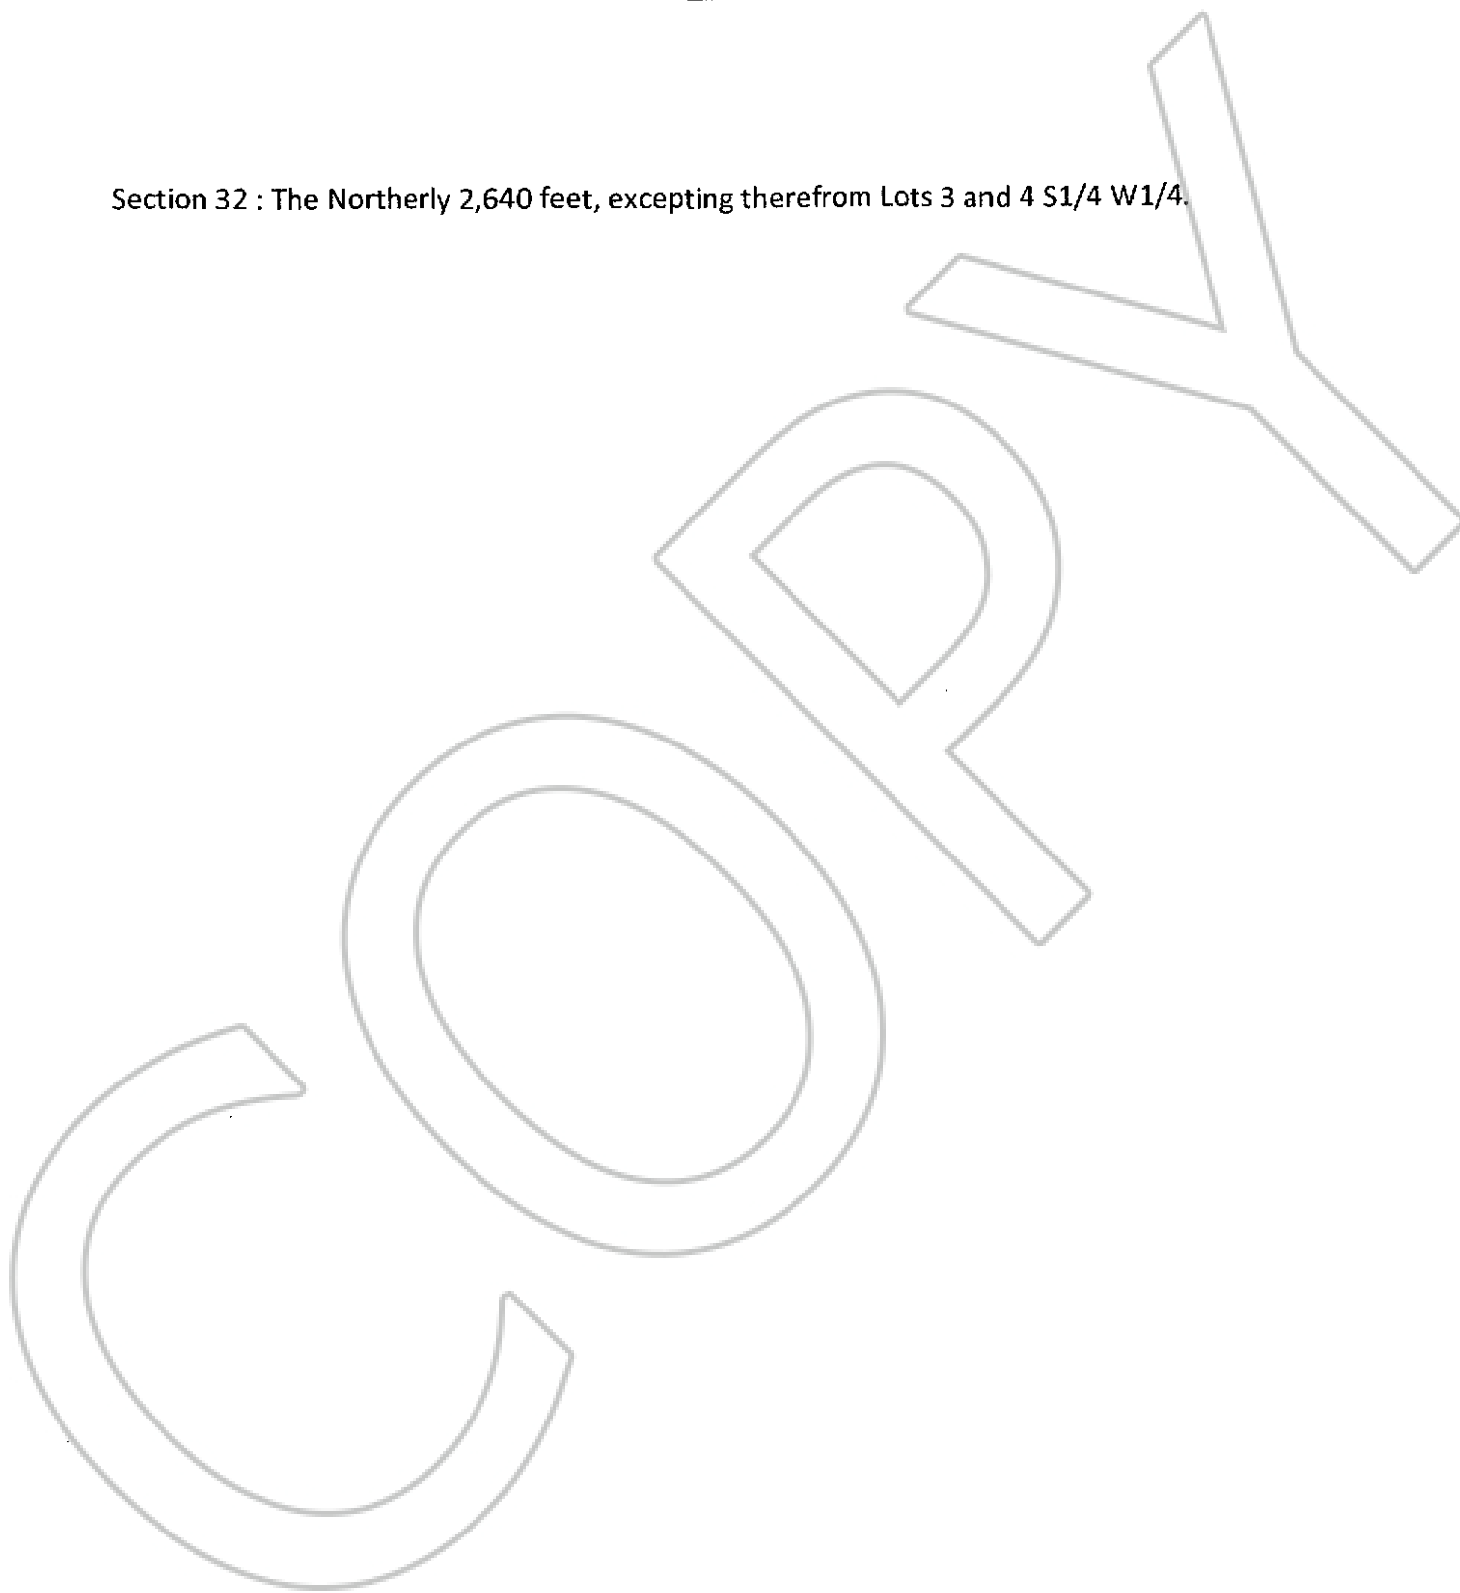 Section 32 : The Northerly 2,640 feet, excepting therefrom Lots 3 and 4 S1/4 W1/4.
COPY